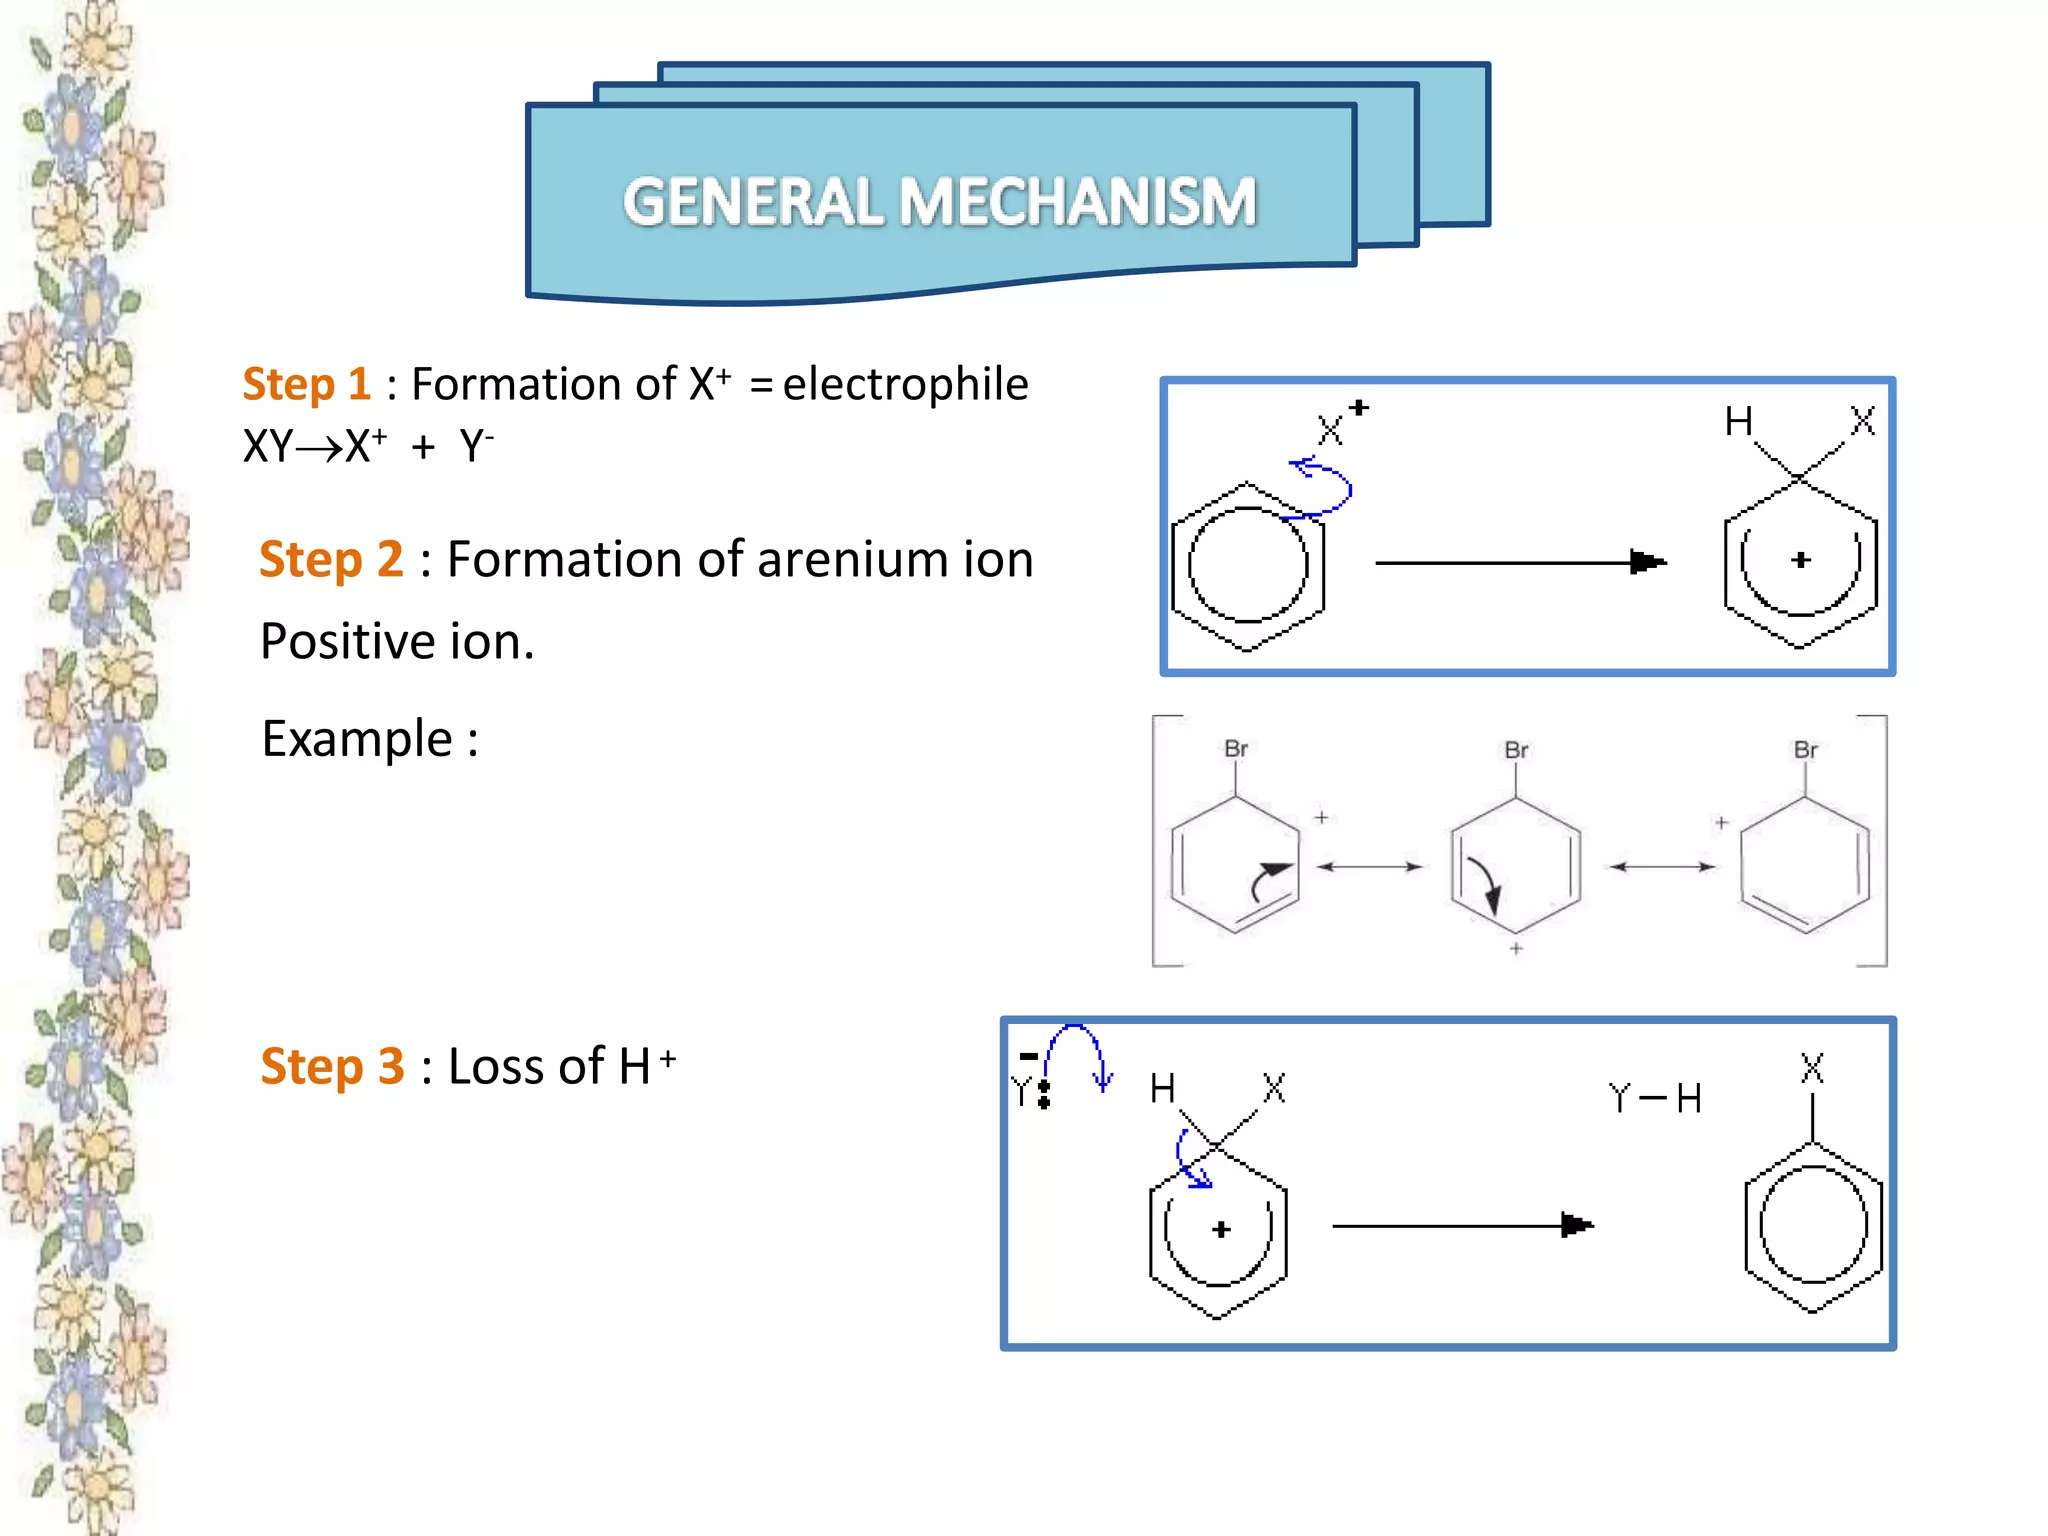 GENERAL MECHANISM
Step 1 : Formation of X⁺ = electrophile
XY→X⁺ + Y⁻
Step 2 : Formation of arenium ion
Positive ion.
Example :
Step 3 : Loss of H⁺
X⁺
H X
+
Br Br Br
+ +
+
-
Y:
H X
+
Y-H
X